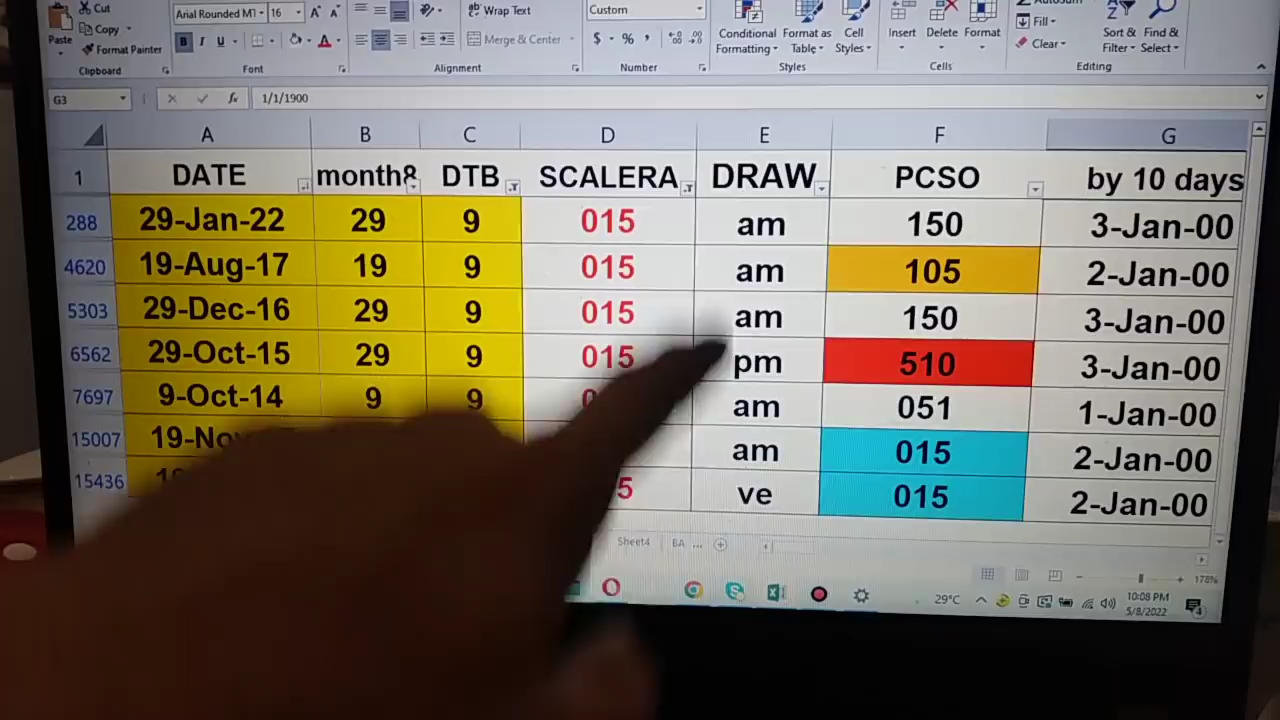 Cut
Arial Rounded MT 16 A A
Wrap Text
Custom
AutoSum
Copy
Paste
Format Painter
B I U
Merge & Center
$ % ,
Conditional Formatting
Format as Table
Cell Styles
Insert Delete Format
Fill
Clear
Sort & Filter
Find & Select
Clipboard Font Alignment Number Styles Cells Editing
G3 fx 1/1/1900
A B C D E F G
1 DATE month8 DTB SCALERA DRAW PCSO by 10 days
288 29-Jan-22 29 9 015 am 150 3-Jan-00
4620 19-Aug-17 19 9 015 am 105 2-Jan-00
5303 29-Dec-16 29 9 015 am 150 3-Jan-00
6562 29-Oct-15 29 9 015 pm 510 3-Jan-00
7697 9-Oct-14 9 9 am 051 1-Jan-00
15007 am 015 2-Jan-00
15436 ve 015 2-Jan-00
Sheet4 BA ...
178%
29°C 10:08 PM
5/8/2022